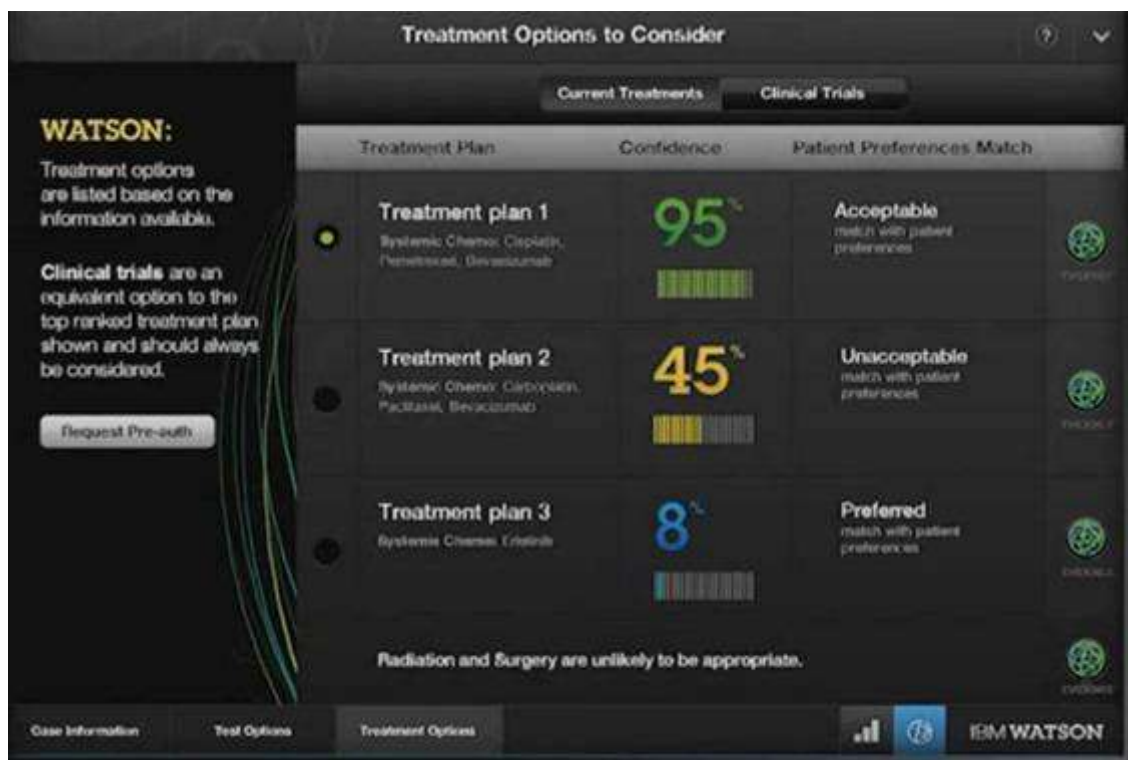 Treatment Options to Consider
?
Current Treatments
Clinical Trials
WATSON:
Treatment options
are listed based on the
information available.
Clinical trials are an
equivalent option to the
top ranked treatment plan
shown and should always
be considered.
Request Pre-auth
Treatment Plan
Confidence
Patient Preferences Match
Treatment plan 1
Systemic Chemo: Cisplatin,
Pemetrexed, Bevacizumab
95%
Acceptable
match with patient
preferences
Treatment plan 2
Systemic Chemo: Carboplatin,
Paclitaxel, Bevacizumab
45%
Unacceptable
match with patient
preferences
Treatment plan 3
Systemic Chemo: Erlotinib
8%
Preferred
match with patient
preferences
EVIDENCE
Radiation and Surgery are unlikely to be appropriate.
Case Information
Test Options
Treatment Options
IBM WATSON